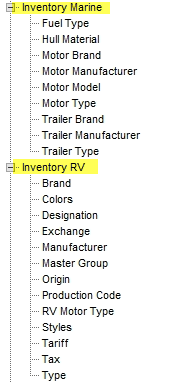 Inventory Marine
Fuel Type
Hull Material
Motor Brand
Motor Manufacturer
Motor Model
Motor Type
Trailer Brand
Trailer Manufacturer
Trailer Type
Inventory RV
Brand
Colors
Designation
Exchange
Manufacturer
Master Group
Origin
Production Code
RV Motor Type
Styles
Tariff
Tax
Type